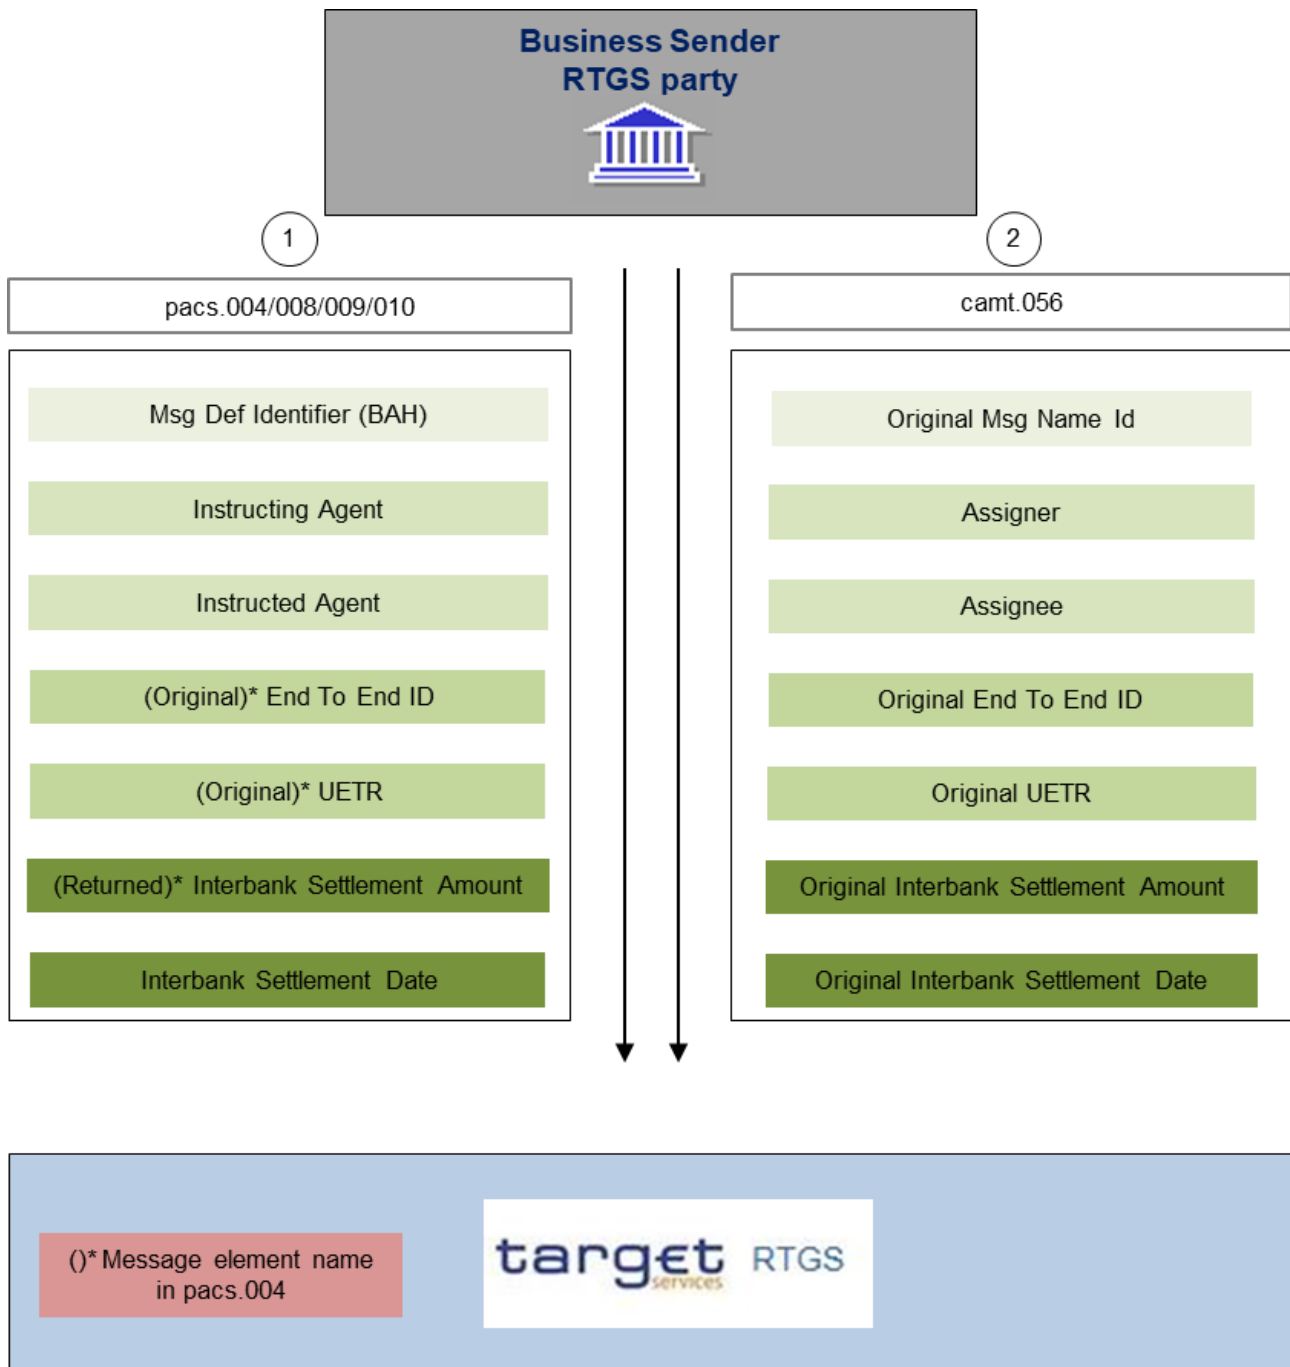 Business Sender
RTGS party
1
2
pacs.004/008/009/010
camt.056
Msg Def Identifier (BAH)
Original Msg Name Id
Instructing Agent
Assigner
Instructed Agent
Assignee
(Original)* End To End ID
Original End To End ID
(Original)* UETR
Original UETR
(Returned)* Interbank Settlement Amount
Original Interbank Settlement Amount
Interbank Settlement Date
Original Interbank Settlement Date
()* Message element name
in pacs.004
target
services
RTGS